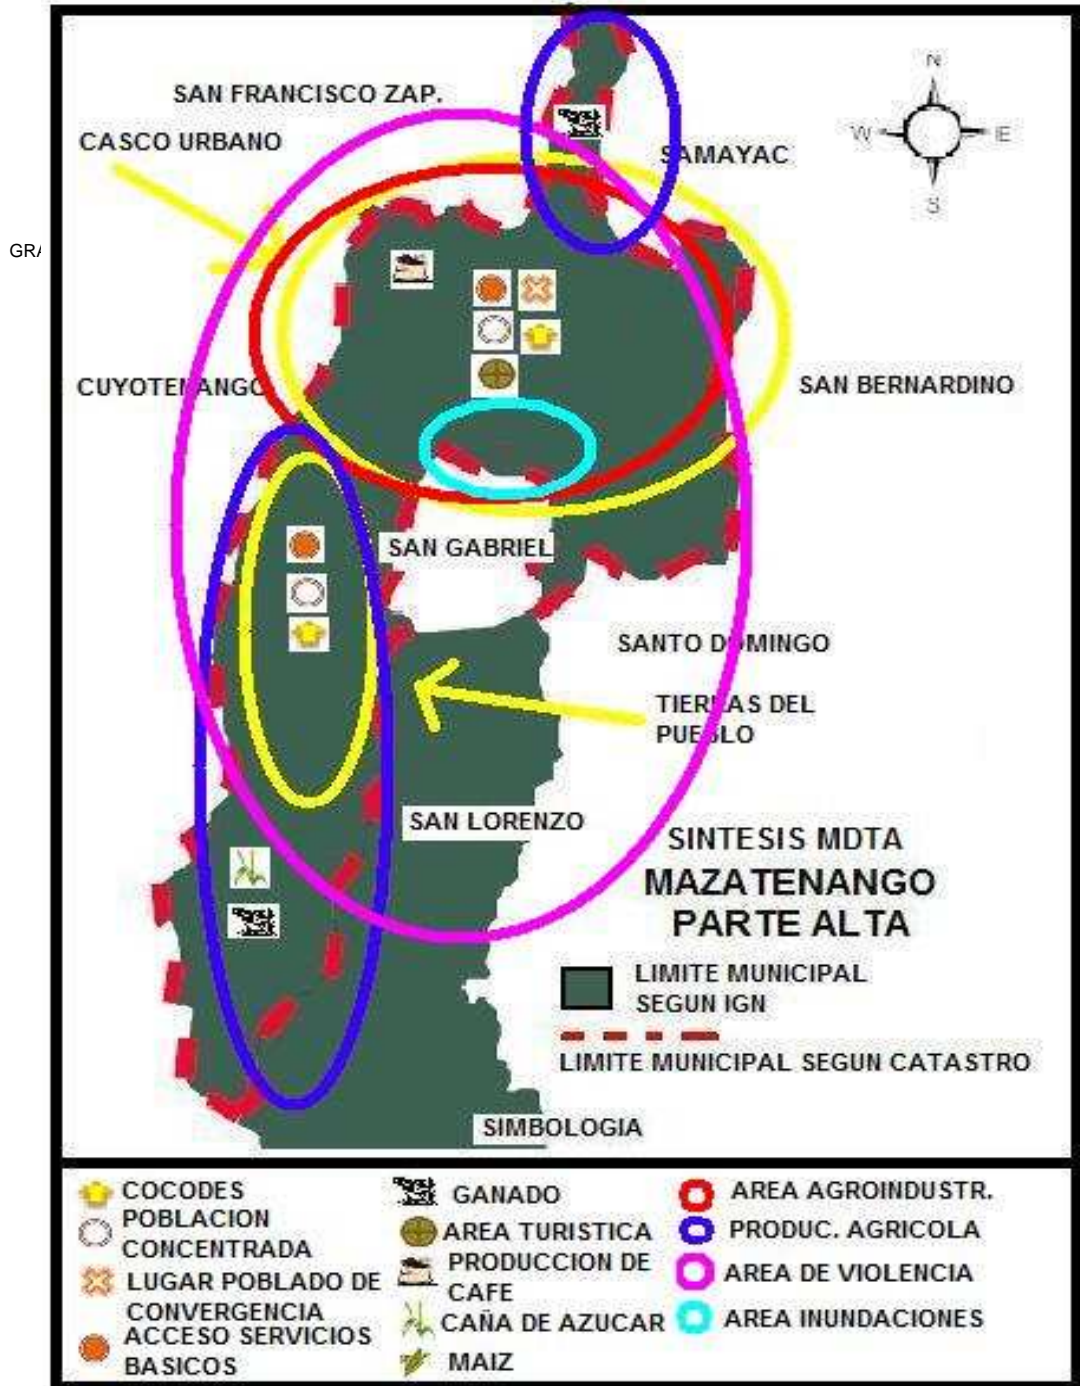 SAN FRANCISCO ZAP.
CASCO URBANO
SAMAYAC
N
W E
S
GRA
CUYOTENANGO
SAN BERNARDINO
SAN GABRIEL
SANTO DOMINGO
TIERRAS DEL
PUEBLO
SAN LORENZO
SINTESIS MDTA
MAZATENANGO
PARTE ALTA
LIMITE MUNICIPAL
SEGUN IGN
LIMITE MUNICIPAL SEGUN CATASTRO
SIMBOLOGIA
COCODES
POBLACION
CONCENTRADA
LUGAR POBLADO DE
CONVERGENCIA
ACCESO SERVICIOS
BASICOS
GANADO
AREA TURISTICA
PRODUCCION DE
CAFE
CAÑA DE AZUCAR
MAIZ
AREA AGROINDUSTR.
PRODUC. AGRICOLA
AREA DE VIOLENCIA
AREA INUNDACIONES